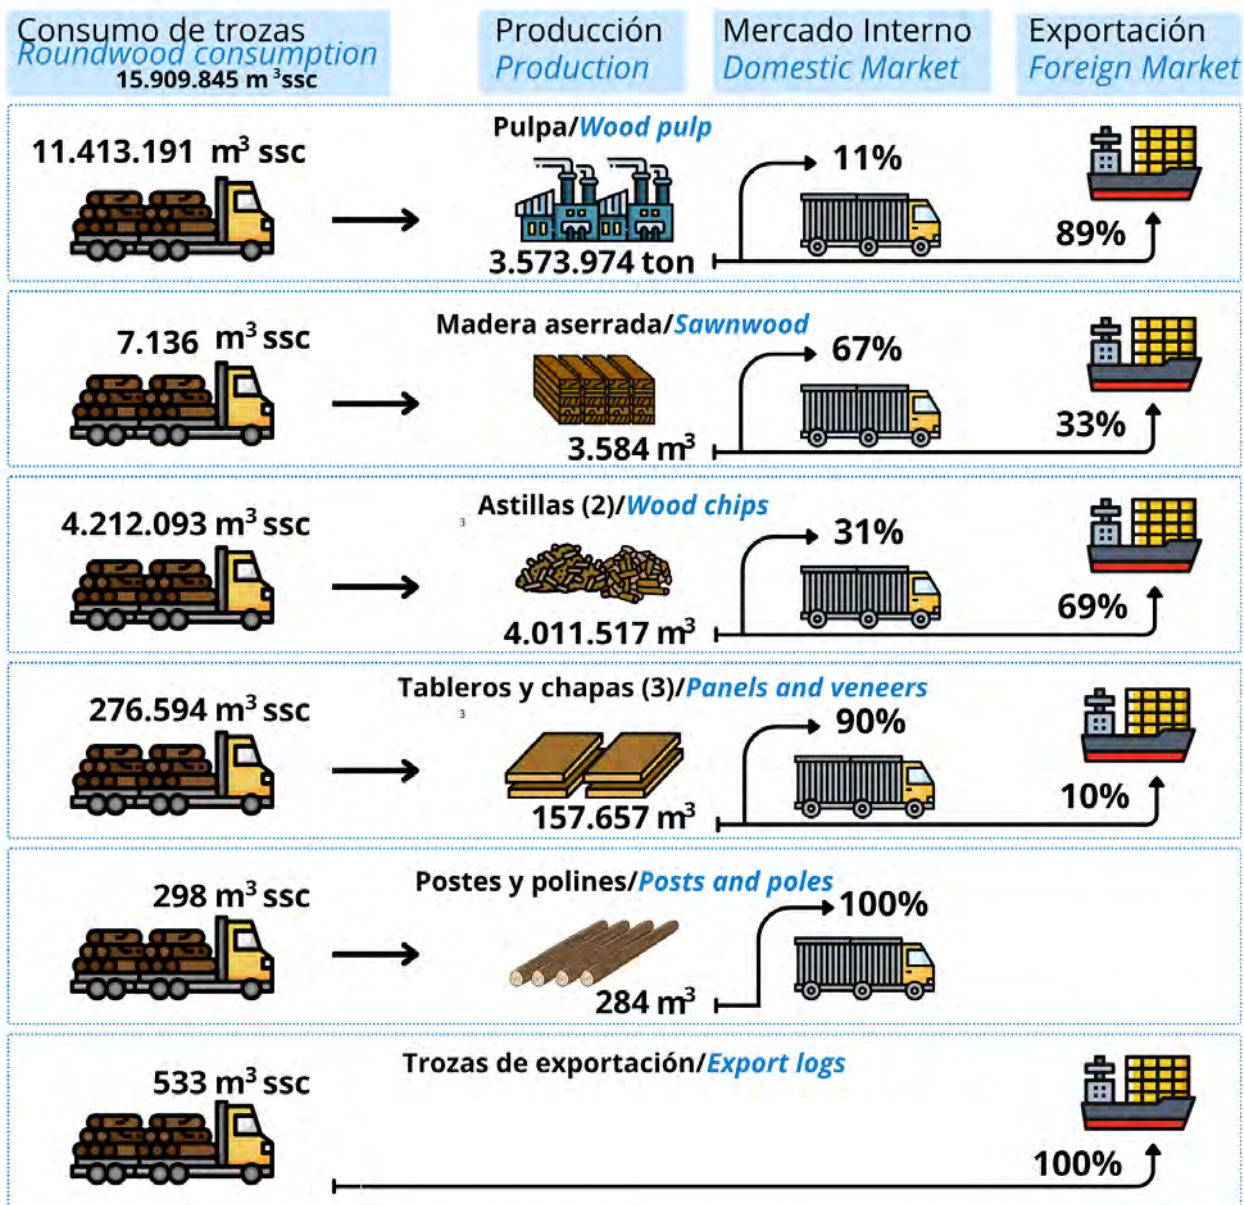 Consumo de trozas
Roundwood consumption
15.909.845 m³ssc
Producción
Production
Mercado Interno
Domestic Market
Exportación
Foreign Market
Pulpa/Wood pulp
11.413.191 m³ ssc
3.573.974 ton
11%
89%
Madera aserrada/Sawnwood
7.136 m³ ssc
3.584 m³
67%
33%
Astillas (2)/Wood chips
4.212.093 m³ ssc
3
4.011.517 m³
31%
69%
Tableros y chapas (3)/Panels and veneers
276.594 m³ ssc
3
157.657 m³
90%
10%
Postes y polines/Posts and poles
298 m³ ssc
284 m³
100%
Trozas de exportación/Export logs
533 m³ ssc
100%